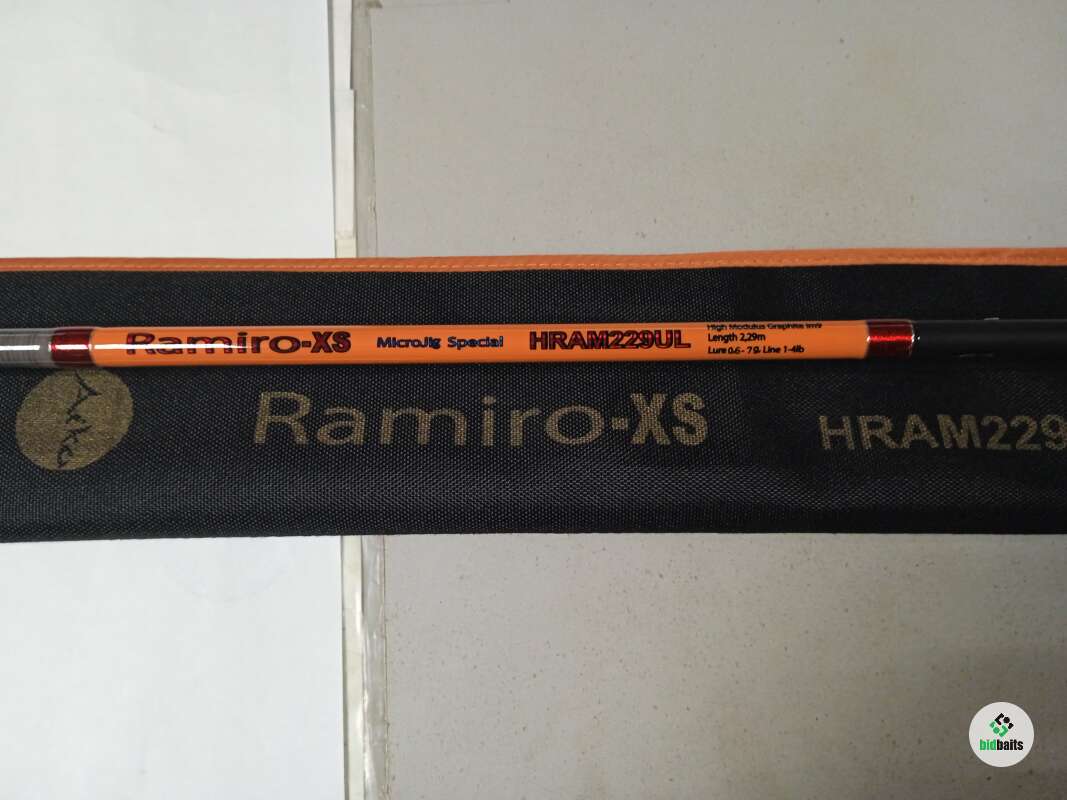 Ramiro-XS MicroJig Special HRAM229UL
High Modulus Graphite IM9
Length 2,29m
Lure 0.6 - 7g. Line 1-4lb
Aiko
Ramiro-XS HRAM229
bidbaits